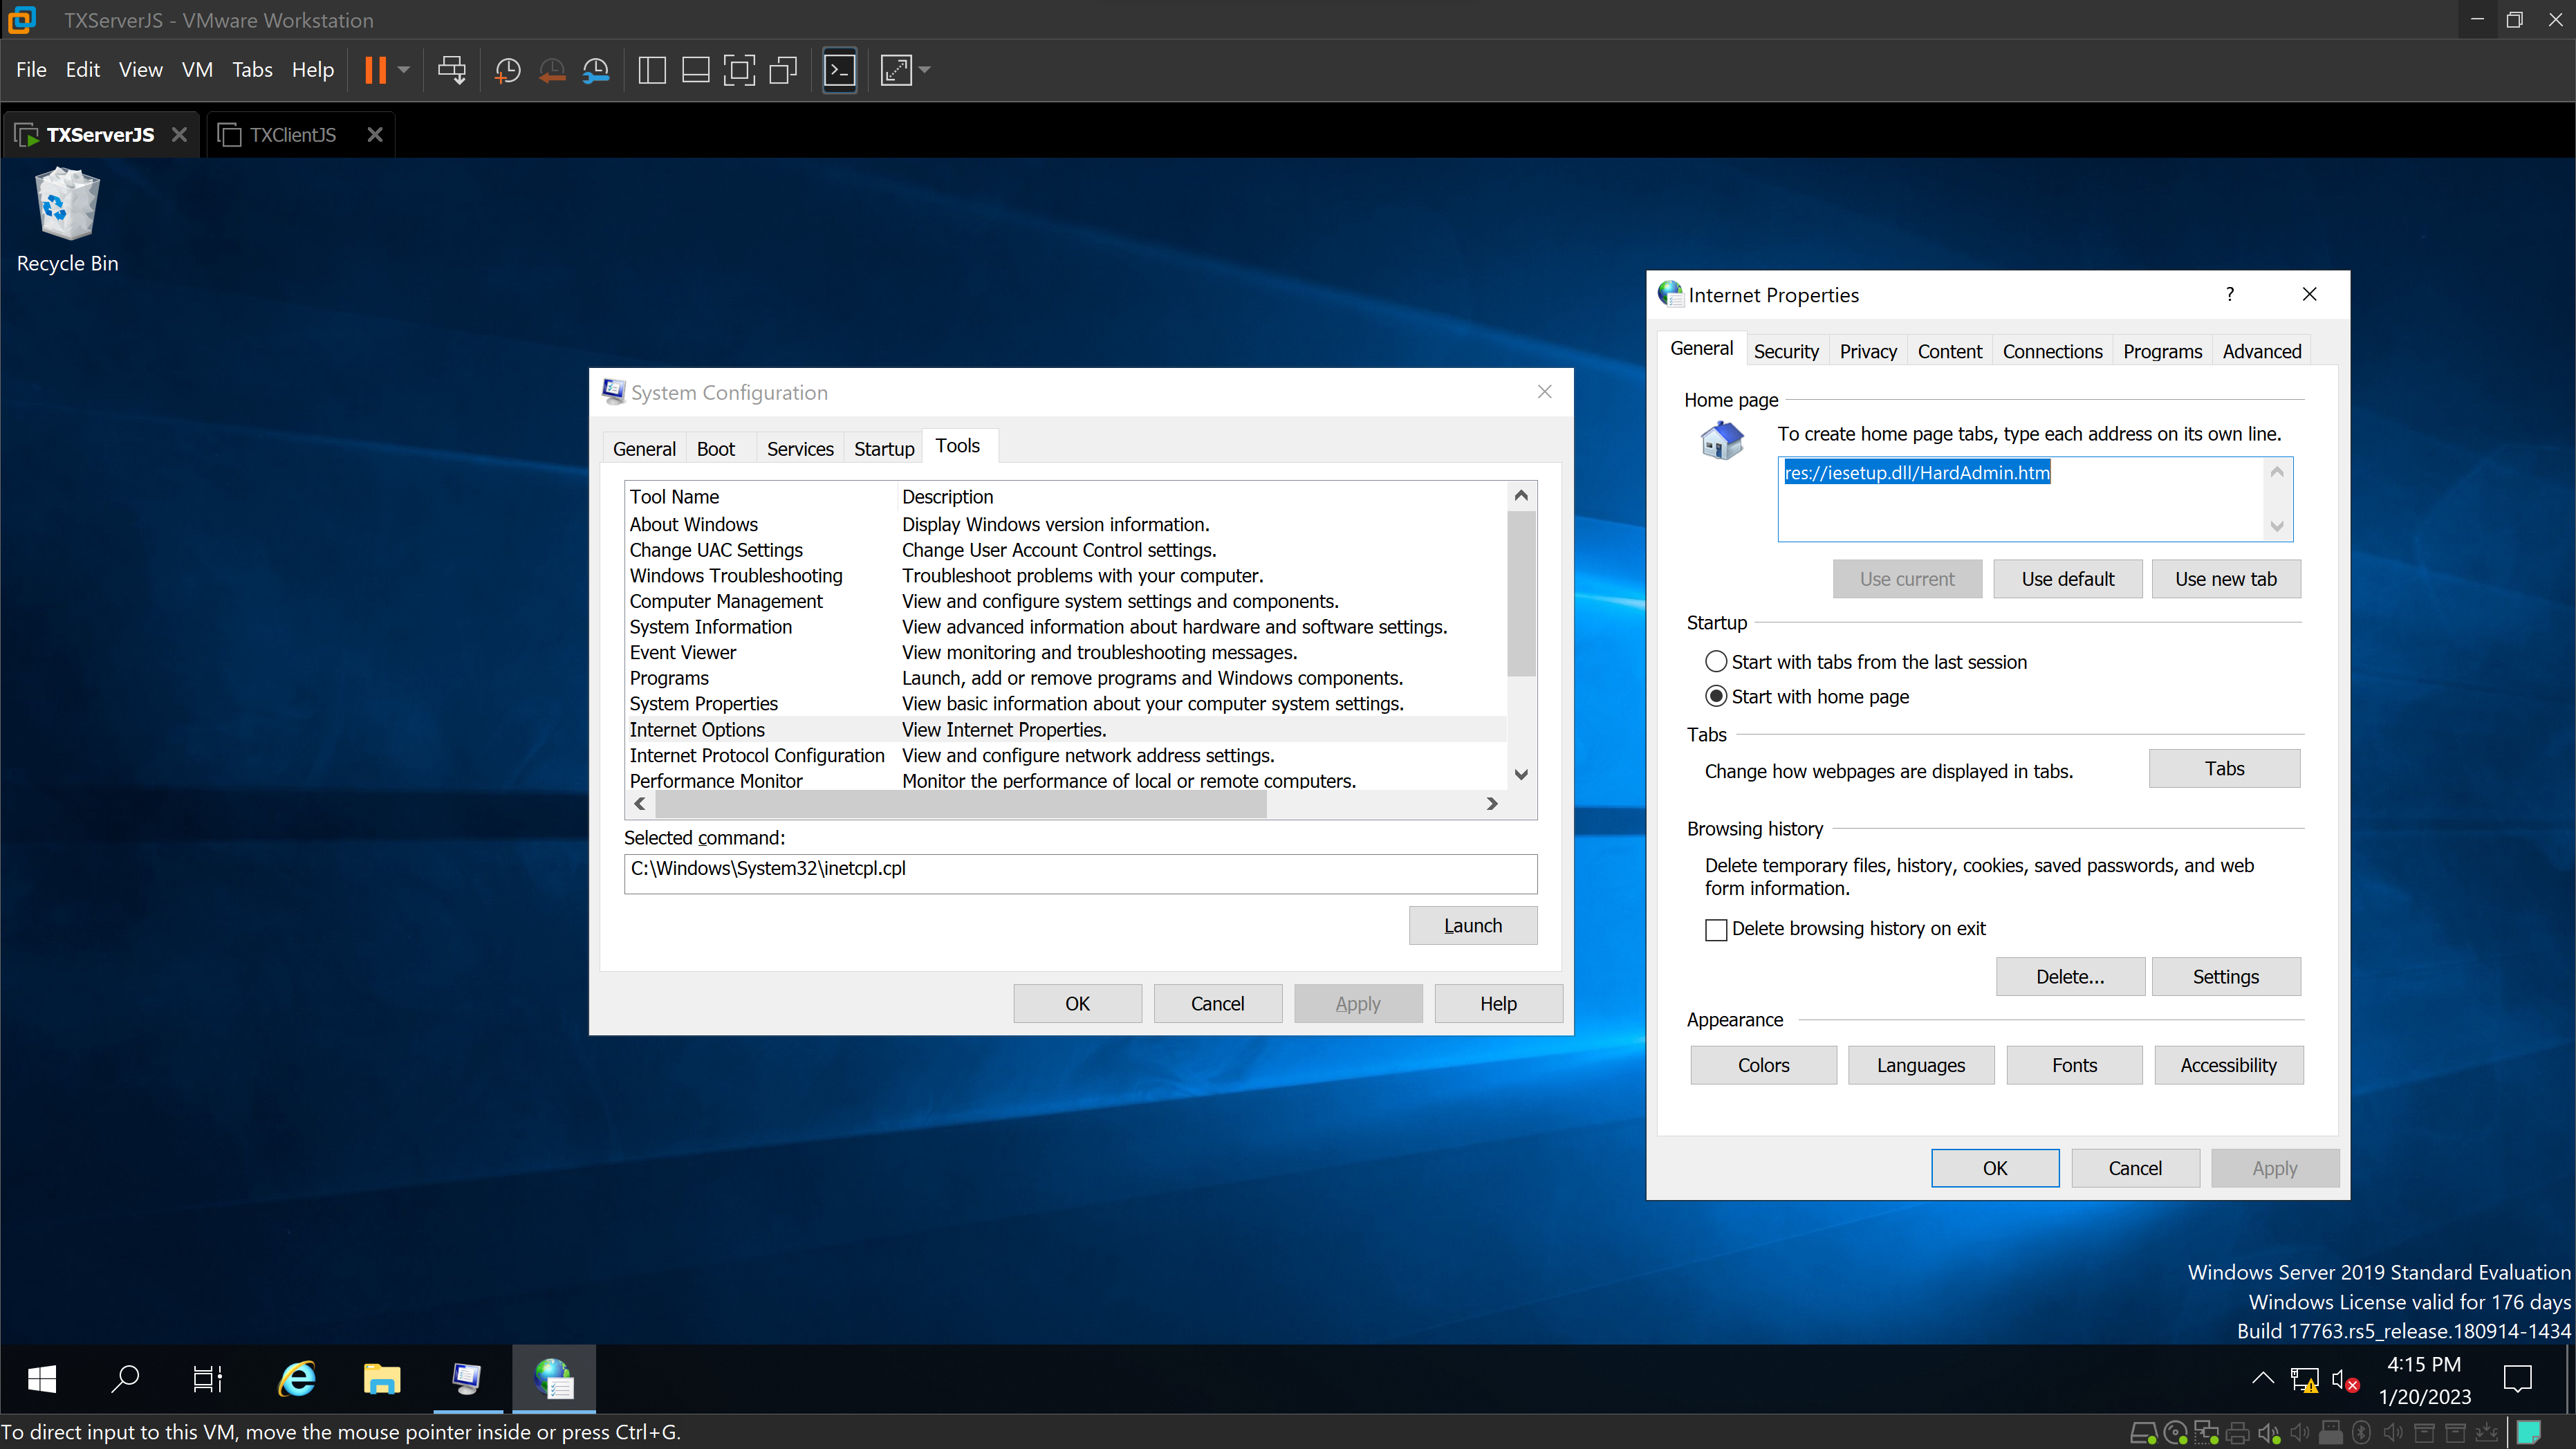 TXServerJS - VMware Workstation
File Edit View VM Tabs Help
TXServerJS TXClientJS
Recycle Bin
System Configuration
General Boot Services Startup Tools
Tool Name Description
About Windows Display Windows version information.
Change UAC Settings Change User Account Control settings.
Windows Troubleshooting Troubleshoot problems with your computer.
Computer Management View and configure system settings and components.
System Information View advanced information about hardware and software settings.
Event Viewer View monitoring and troubleshooting messages.
Programs Launch, add or remove programs and Windows components.
System Properties View basic information about your computer system settings.
Internet Options View Internet Properties.
Internet Protocol Configuration View and configure network address settings.
Performance Monitor Monitor the performance of local or remote computers.
Selected command:
C:\Windows\System32\inetcpl.cpl
Launch
OK Cancel Apply Help
Internet Properties
General Security Privacy Content Connections Programs Advanced
Home page
To create home page tabs, type each address on its own line.
res://iesetup.dll/HardAdmin.htm
Use current Use default Use new tab
Startup
Start with tabs from the last session
Start with home page
Tabs
Change how webpages are displayed in tabs. Tabs
Browsing history
Delete temporary files, history, cookies, saved passwords, and web
form information.
Delete browsing history on exit
Delete... Settings
Appearance
Colors Languages Fonts Accessibility
OK Cancel Apply
Windows Server 2019 Standard Evaluation
Windows License valid for 176 days
Build 17763.rs5_release.180914-1434
4:15 PM
1/20/2023
To direct input to this VM, move the mouse pointer inside or press Ctrl+G.